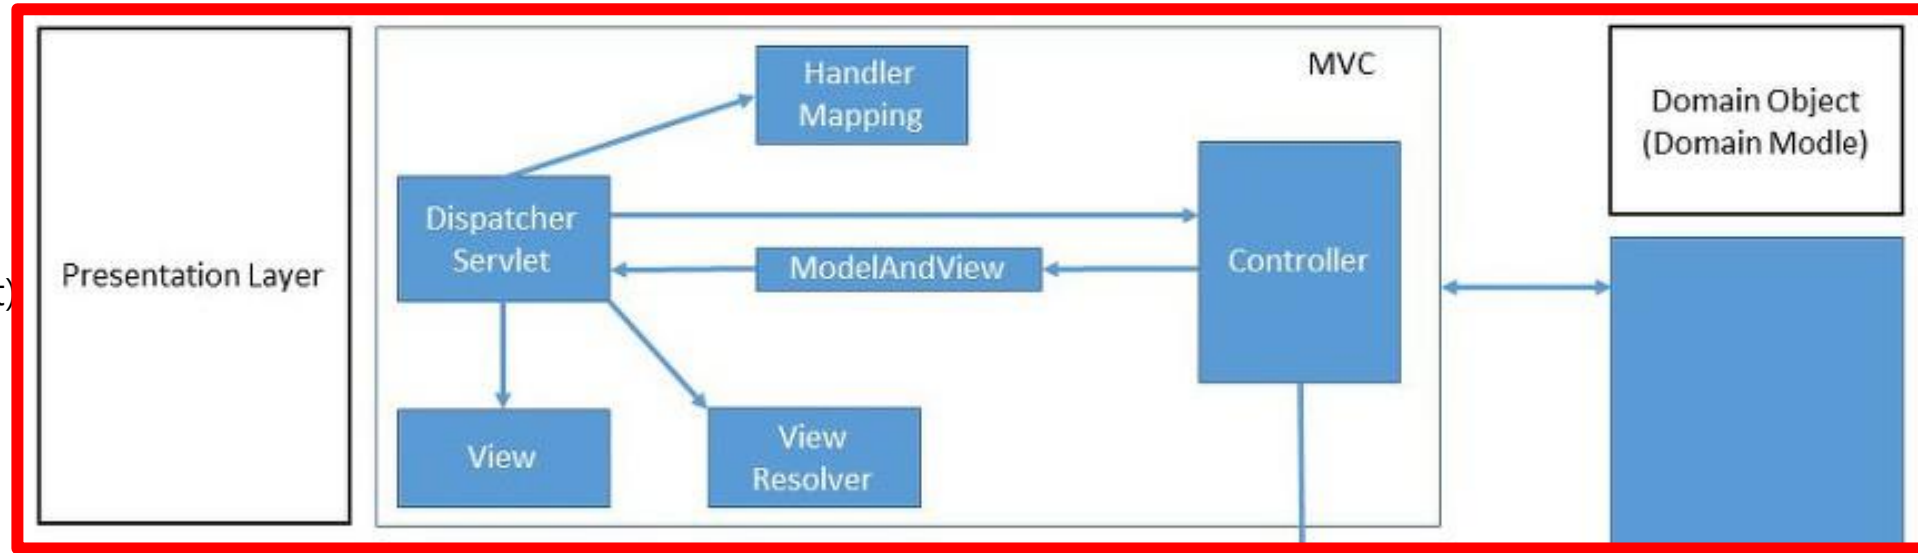 t)
Presentation Layer
MVC
Handler
Mapping
Dispatcher
Servlet
ModelAndView
Controller
View
View
Resolver
Domain Object
(Domain Modle)